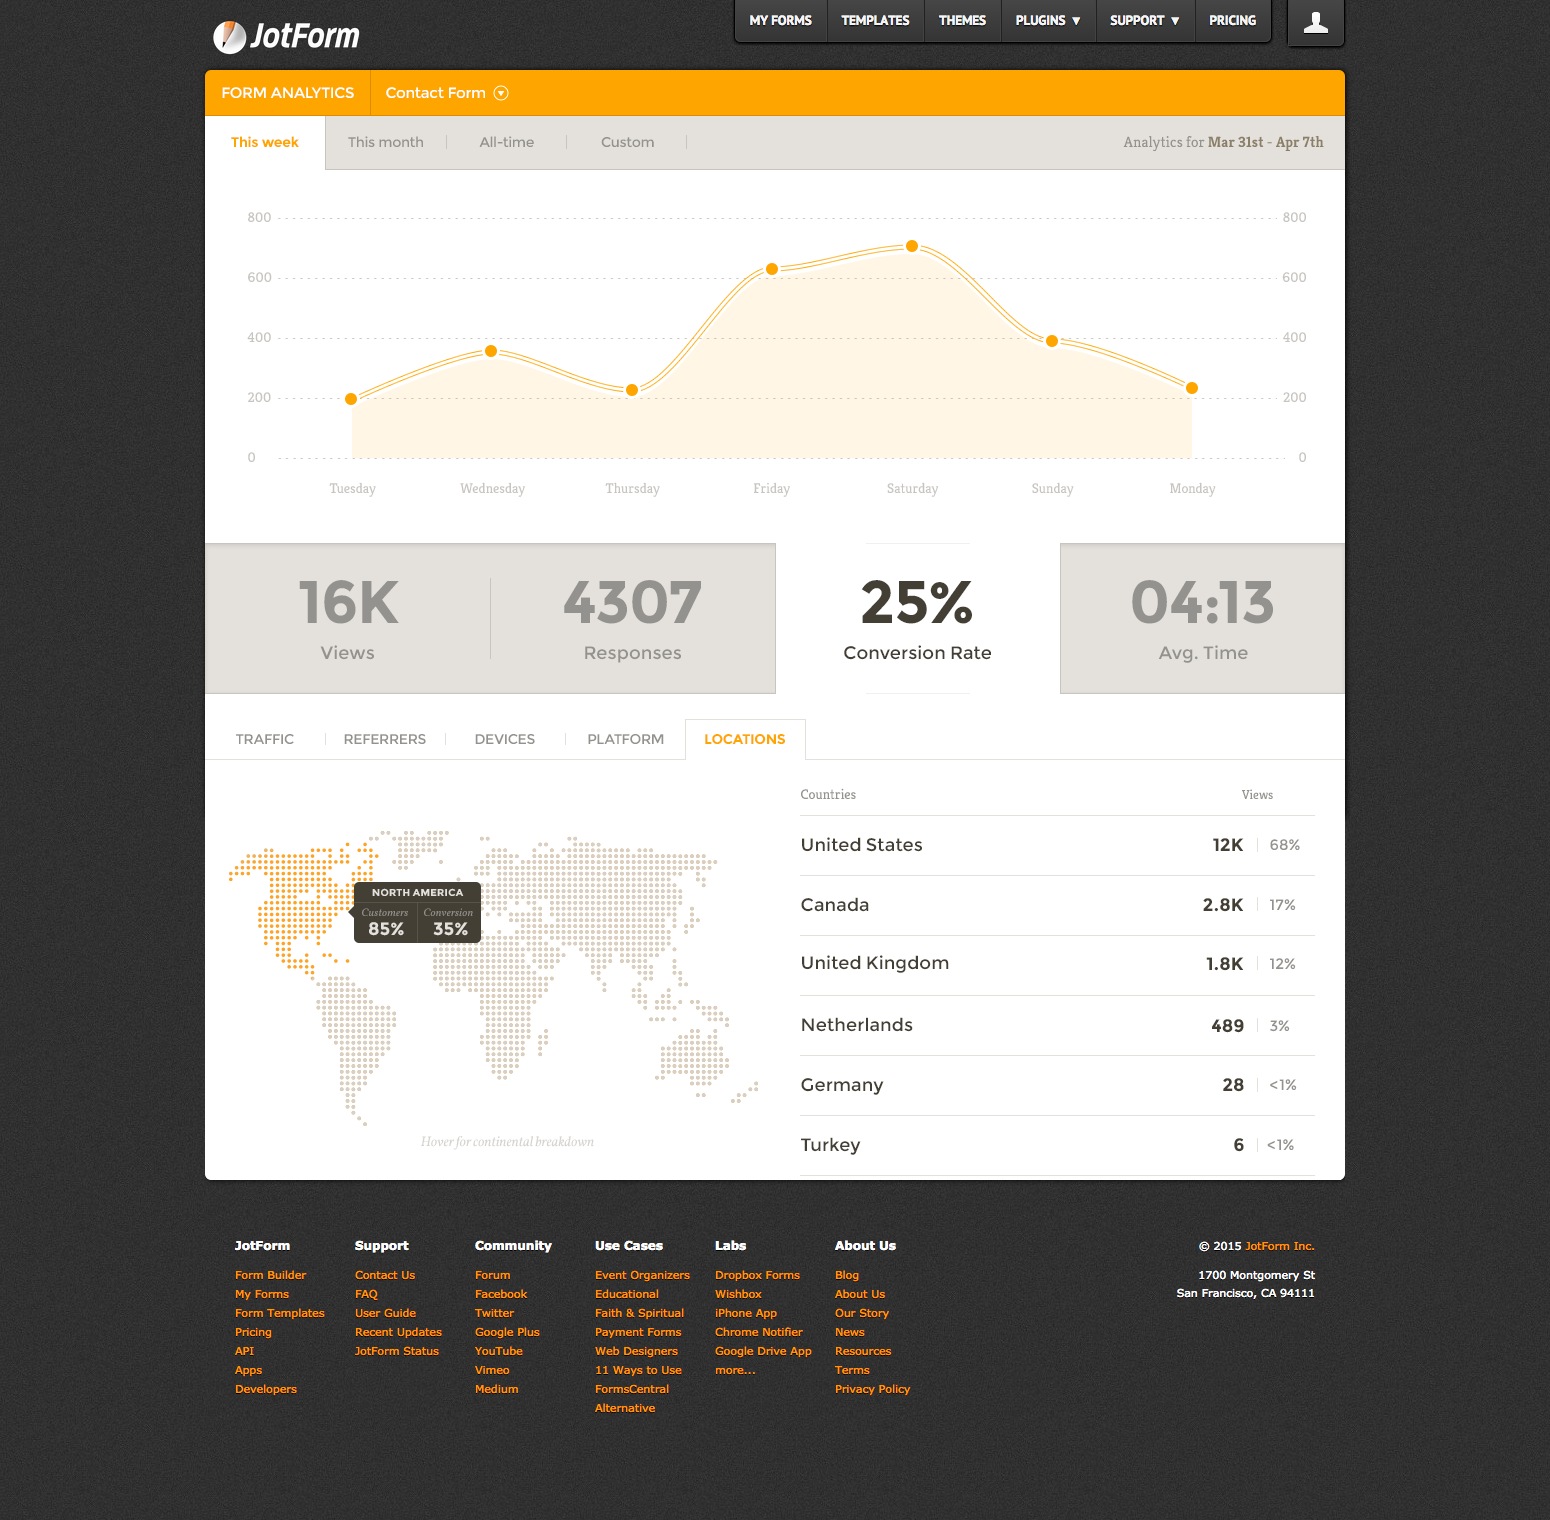 JotForm
MY FORMS TEMPLATES THEMES PLUGINS ▼ SUPPORT ▼ PRICING
FORM ANALYTICS Contact Form
This week This month All-time Custom Analytics for Mar 31st - Apr 7th
800 800
600 600
400 400
200 200
0 0
Tuesday Wednesday Thursday Friday Saturday Sunday Monday
16K 4307 25% 04:13
Views Responses Conversion Rate Avg. Time
TRAFFIC REFERRERS DEVICES PLATFORM LOCATIONS
Countries Views
United States 12K 68%
Canada 2.8K 17%
United Kingdom 1.8K 12%
Netherlands 489 3%
Germany 28 <1%
Turkey 6 <1%
NORTH AMERICA
Customers Conversion
85% 35%
Hover for continental breakdown
JotForm
Form Builder
My Forms
Form Templates
Pricing
API
Apps
Developers
Support
Contact Us
FAQ
User Guide
Recent Updates
JotForm Status
Community
Forum
Facebook
Twitter
Google Plus
YouTube
Vimeo
Medium
Use Cases
Event Organizers
Educational
Faith & Spiritual
Payment Forms
Web Designers
11 Ways to Use
FormsCentral
Alternative
Labs
Dropbox Forms
Wishbox
iPhone App
Chrome Notifier
Google Drive App
more...
About Us
Blog
About Us
Our Story
News
Resources
Terms
Privacy Policy
© 2015 JotForm Inc.
1700 Montgomery St
San Francisco, CA 94111